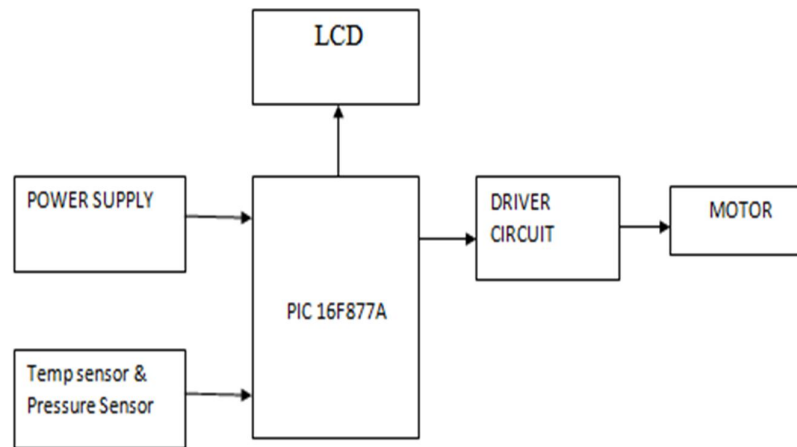 LCD
POWER SUPPLY
DRIVER
CIRCUIT
MOTOR
PIC 16F877A
Temp sensor &
Pressure Sensor